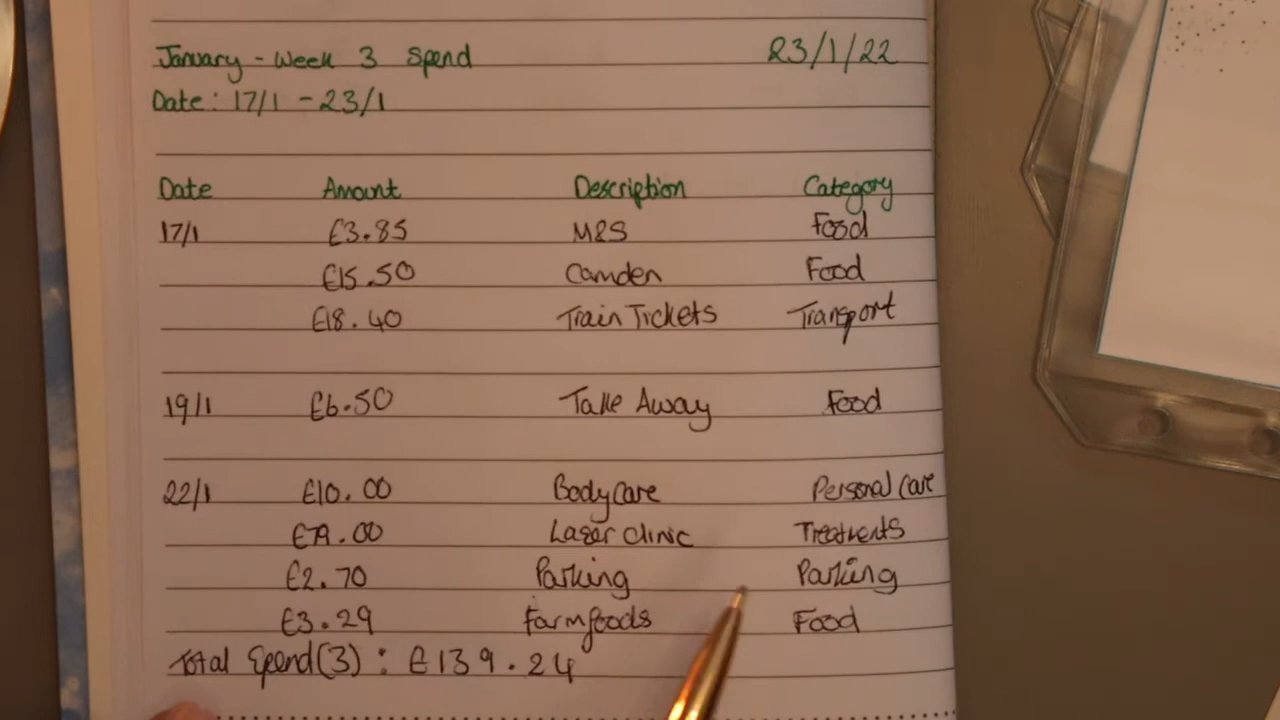 January - Week 3 Spend 23/1/22
Date: 17/1 - 23/1
Date Amount Description Category
17/1 £3.85 M&S Food
£15.50 Camden Food
£18.40 Train Tickets Transport
19/1 £6.50 Take Away Food
22/1 £10.00 Bodycare Personal Care
£79.00 Laser clinic Treatments
£2.70 Parking Parking
£3.29 Farmfoods Food
Total Spend(3): £139.24